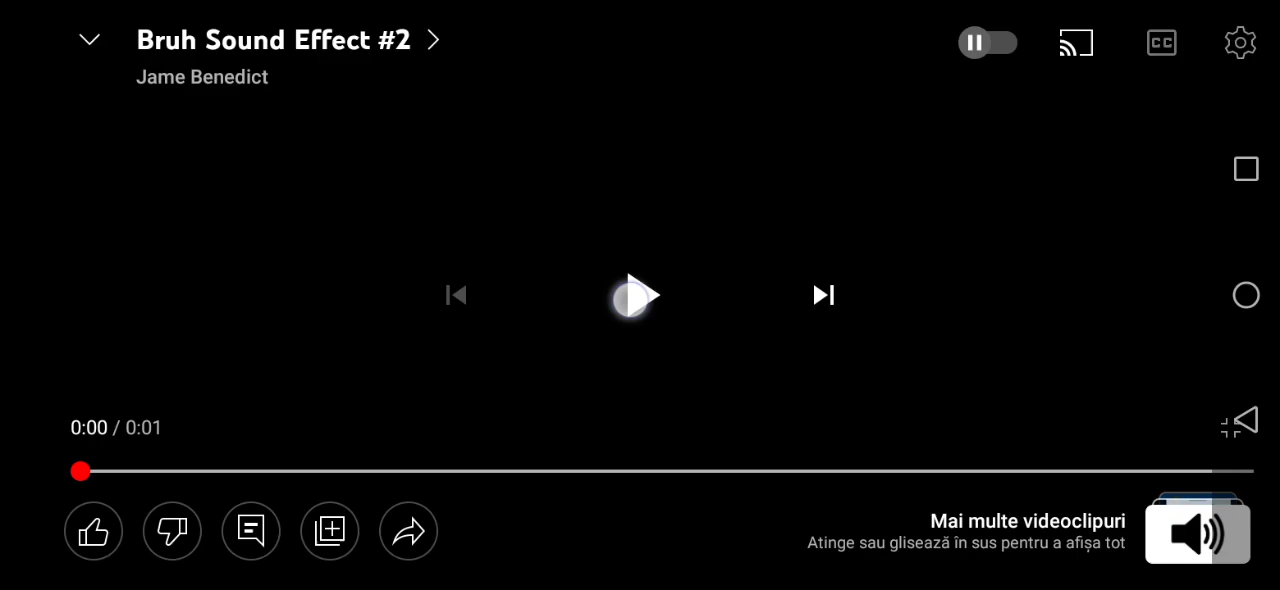 Bruh Sound Effect #2
Jame Benedict
CC
0:00 / 0:01
Mai multe videoclipuri
Atinge sau glisează în sus pentru a afișa tot